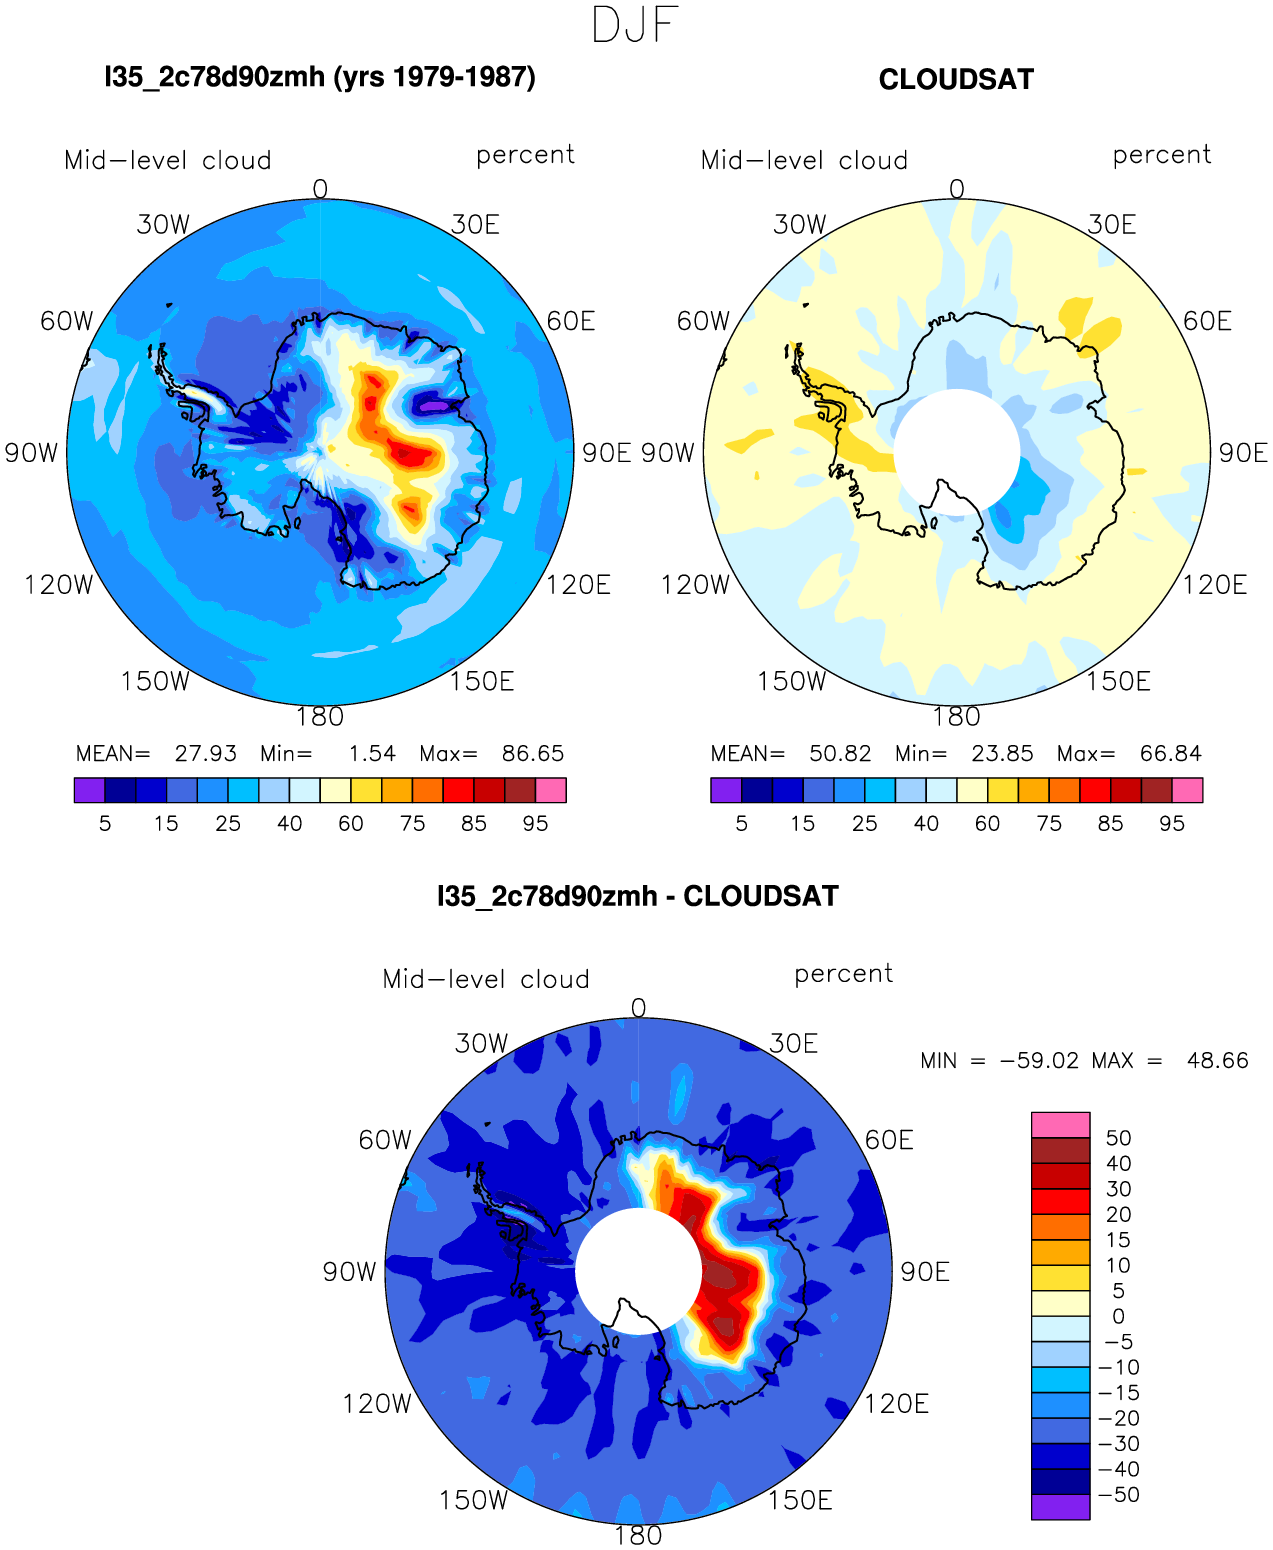 DJF
l35_2c78d90zmh (yrs 1979-1987)
CLOUDSAT
Mid-level cloud percent
Mid-level cloud percent
0
30W 30E
60W 60E
90W 90E
120W 120E
150W 150E
180
0
30W 30E
60W 60E
90W 90E
120W 120E
150W 150E
180
MEAN= 27.93 Min= 1.54 Max= 86.65
MEAN= 50.82 Min= 23.85 Max= 66.84
5 15 25 40 60 75 85 95
5 15 25 40 60 75 85 95
l35_2c78d90zmh - CLOUDSAT
Mid-level cloud percent
0
30W 30E
60W 60E
90W 90E
120W 120E
150W 150E
180
MIN = -59.02 MAX = 48.66
50
40
30
20
15
10
5
0
-5
-10
-15
-20
-30
-40
-50